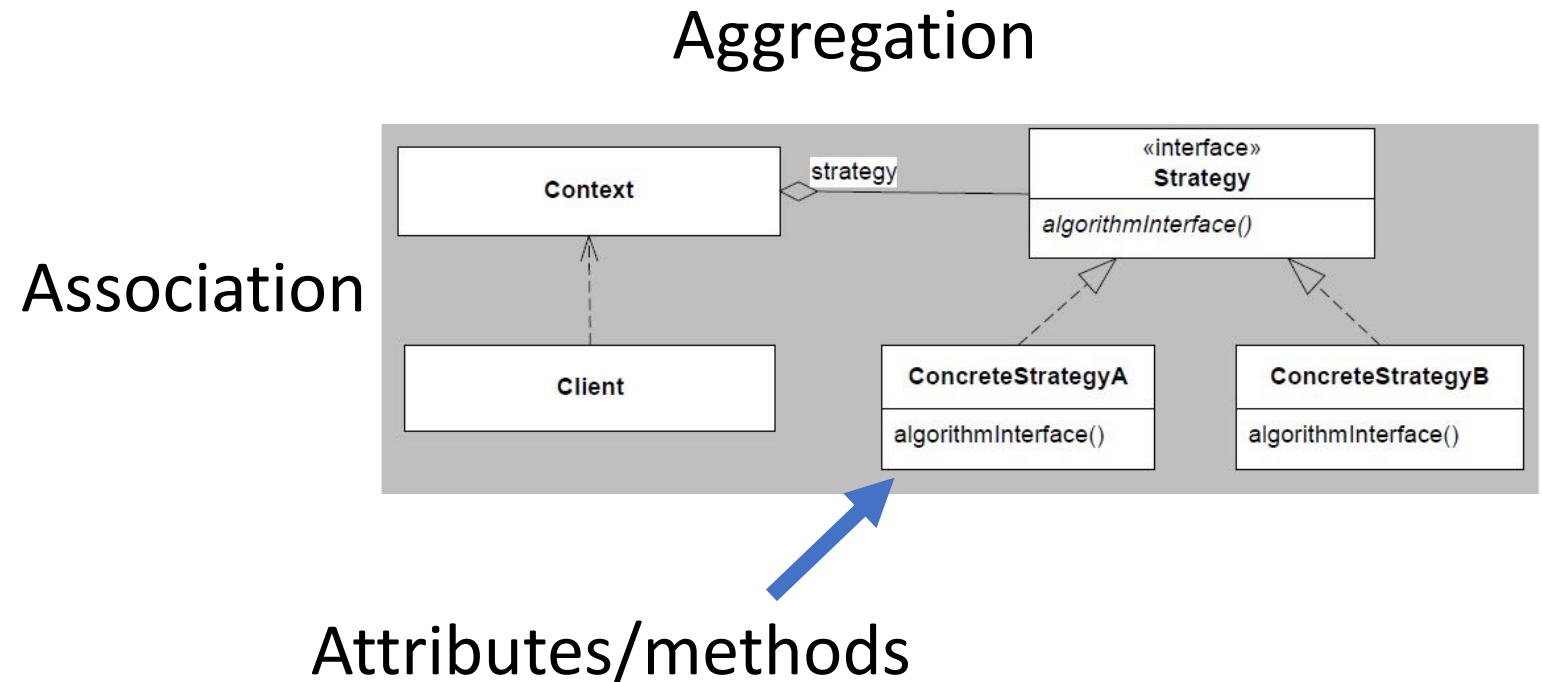 Aggregation
Association
Context
strategy
«interface»
Strategy
algorithmInterface()
Client
ConcreteStrategyA
algorithmInterface()
ConcreteStrategyB
algorithmInterface()
Attributes/methods